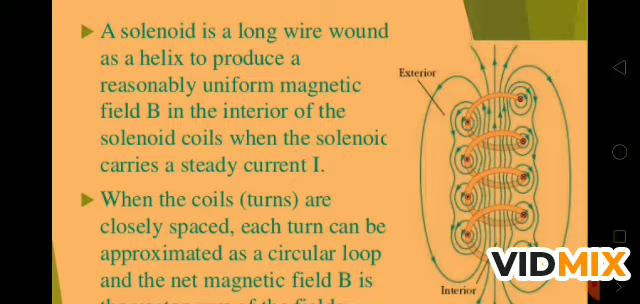 A solenoid is a long wire wound
as a helix to produce a
reasonably uniform magnetic
field B in the interior of the
solenoid coils when the solenoid
carries a steady current I.
When the coils (turns) are
closely spaced, each turn can be
approximated as a circular loop
and the net magnetic field B is
Exterior
Interior
VIDMIX